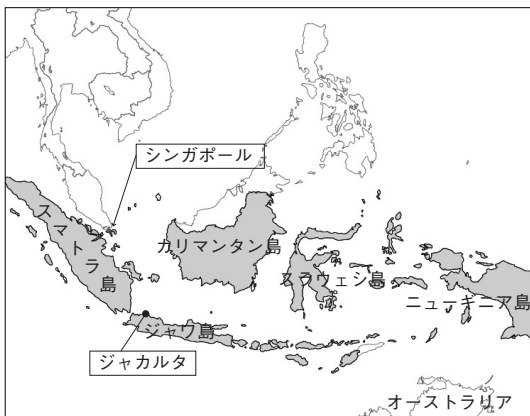 シンガポール
スマトラ島
カリマンタン島
スラウェシ島
ニューギニア島
ジャワ島
ジャカルタ
オーストラリア